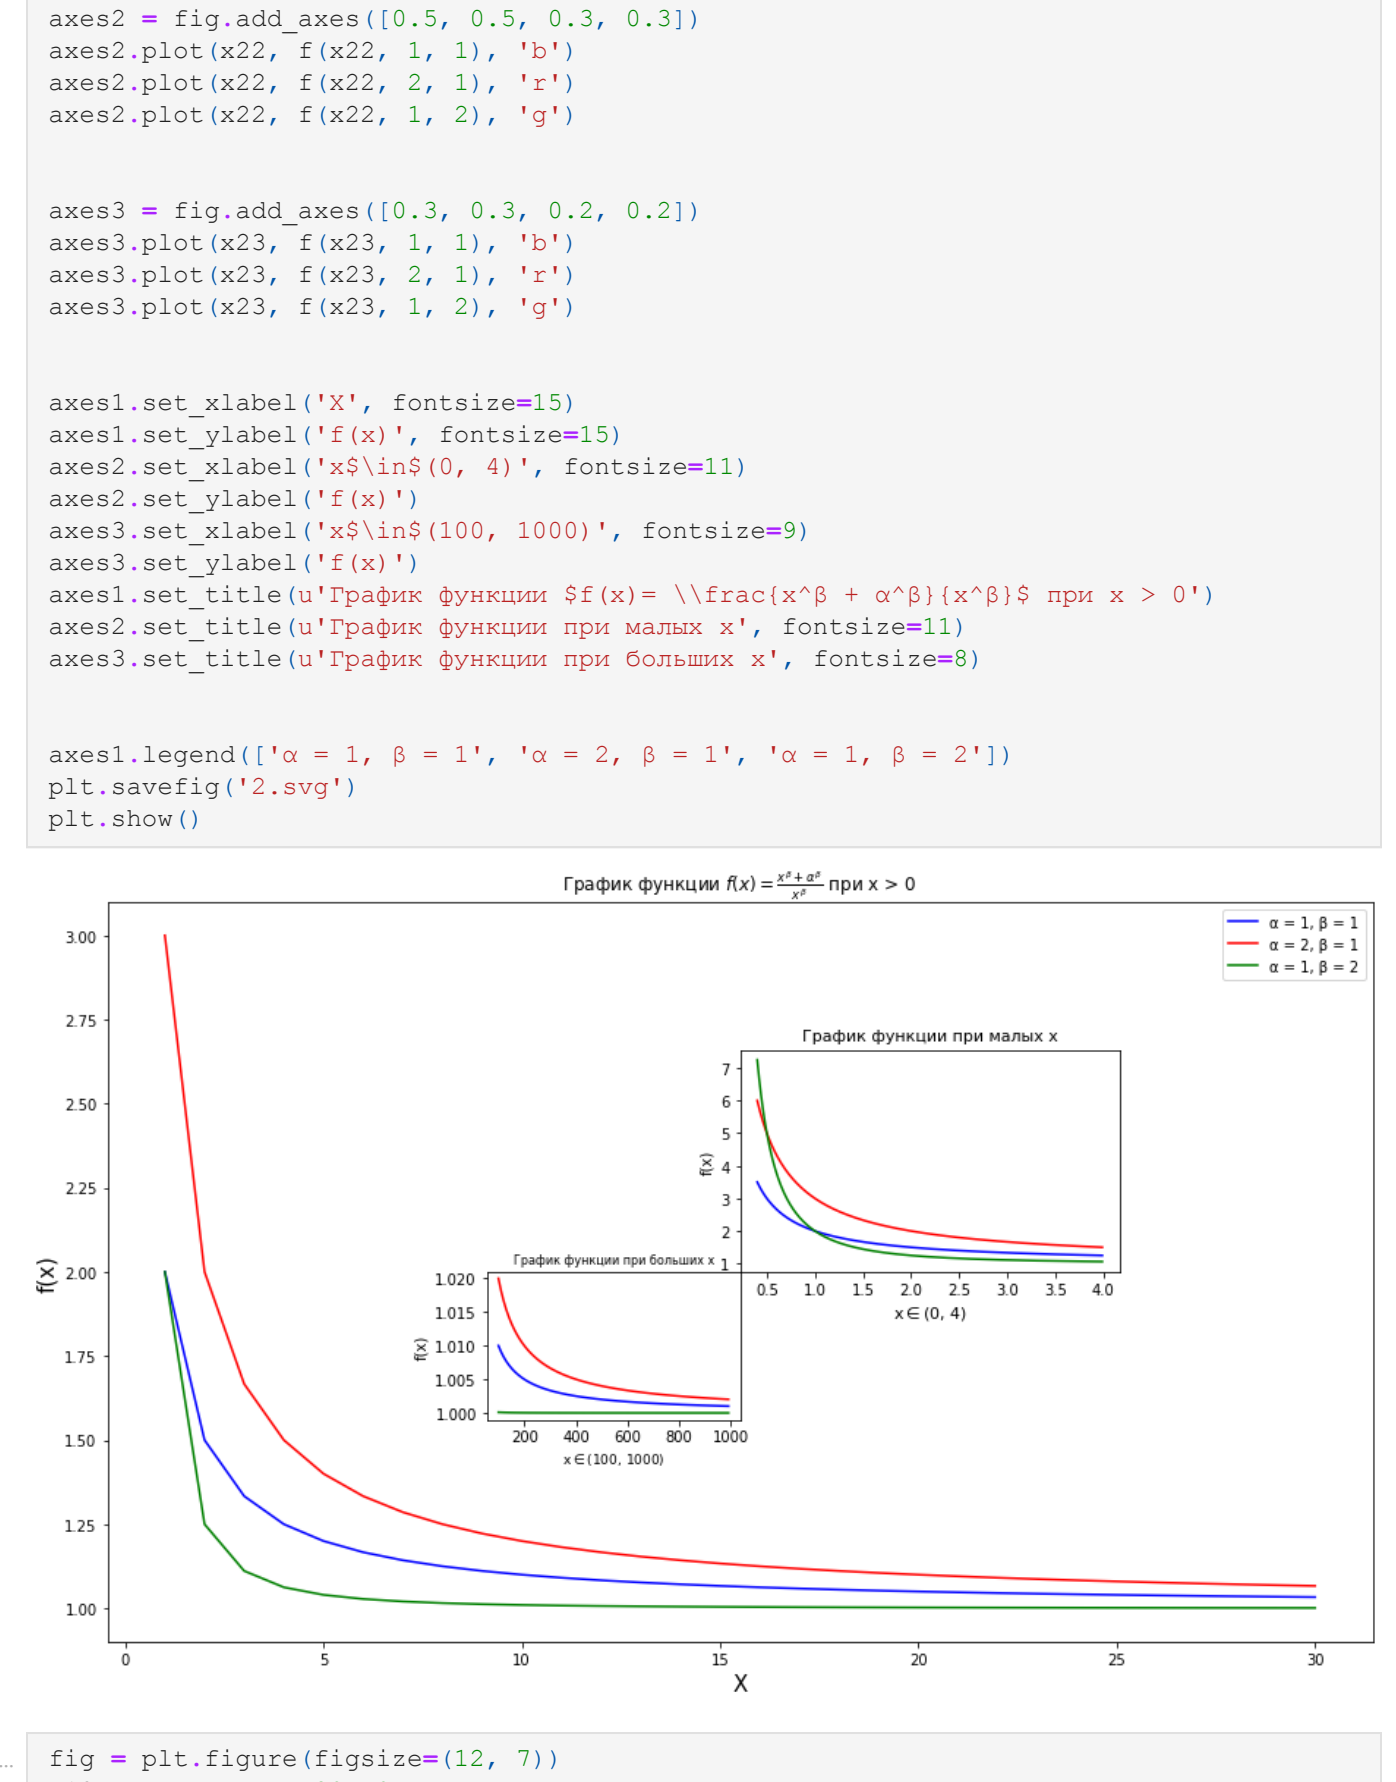 axes2 = fig.add_axes([0.5, 0.5, 0.3, 0.3])
axes2.plot(x22, f(x22, 1, 1), 'b')
axes2.plot(x22, f(x22, 2, 1), 'r')
axes2.plot(x22, f(x22, 1, 2), 'g')
axes3 = fig.add_axes([0.3, 0.3, 0.2, 0.2])
axes3.plot(x23, f(x23, 1, 1), 'b')
axes3.plot(x23, f(x23, 2, 1), 'r')
axes3.plot(x23, f(x23, 1, 2), 'g')
axes1.set_xlabel('X', fontsize=15)
axes1.set_ylabel('f(x)', fontsize=15)
axes2.set_xlabel('x$\in$(0, 4)', fontsize=11)
axes2.set_ylabel('f(x)')
axes3.set_xlabel('x$\in$(100, 1000)', fontsize=9)
axes3.set_ylabel('f(x)')
axes1.set_title(u'График функции $f(x)= \\frac{x^β + α^β}{x^β}$ при x > 0')
axes2.set_title(u'График функции при малых x', fontsize=11)
axes3.set_title(u'График функции при больших x', fontsize=8)
axes1.legend(['α = 1, β = 1', 'α = 2, β = 1', 'α = 1, β = 2'])
plt.savefig('2.svg')
plt.show()
График функции f(x) = (x^β + α^β)/x^β при x > 0
α = 1, β = 1
α = 2, β = 1
α = 1, β = 2
3.00
2.75
2.50
2.25
2.00
1.75
1.50
1.25
1.00
f(x)
График функции при малых x
7
6
5
4
3
2
1
f(x)
0.5 1.0 1.5 2.0 2.5 3.0 3.5 4.0
x∈(0, 4)
График функции при больших x
1.020
1.015
1.010
1.005
1.000
f(x)
200 400 600 800 1000
x∈(100, 1000)
0 5 10 15 20 25 30
X
... fig = plt.figure(figsize=(12, 7))